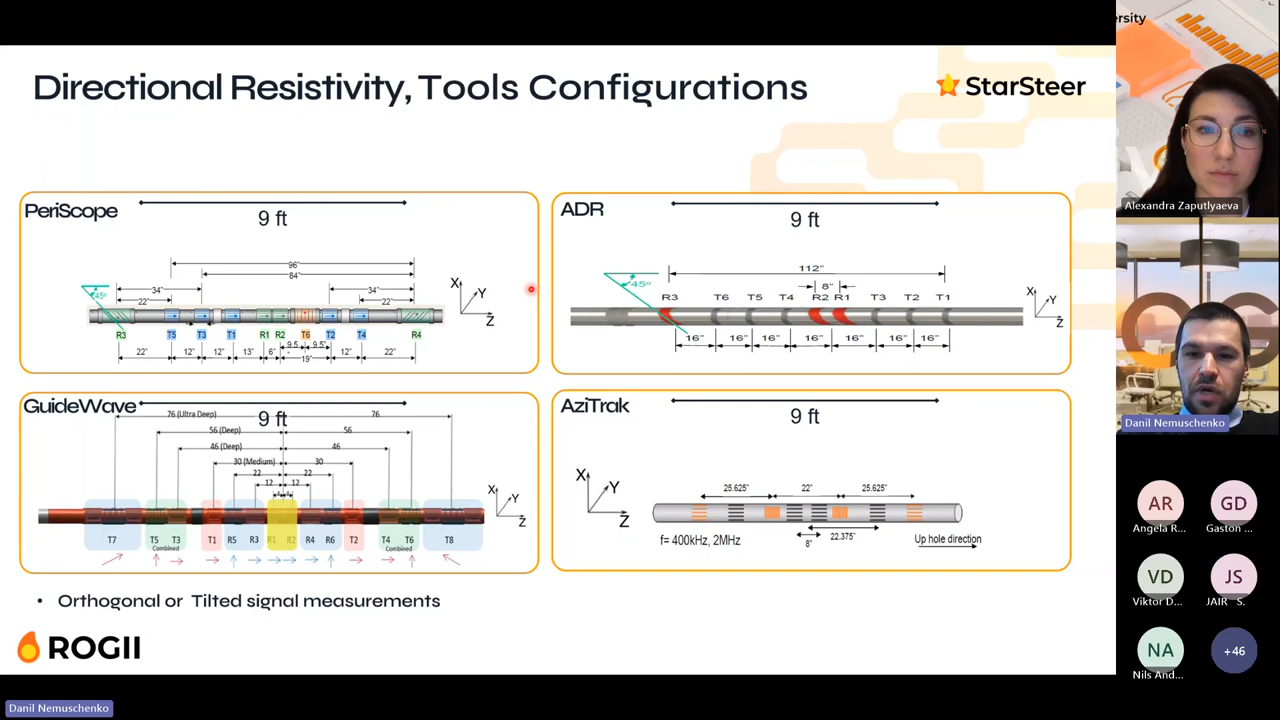 Directional Resistivity, Tools Configurations
StarSteer
PeriScope
9 ft
96"
84"
34"
34"
22"
22"
45°
X
Y
Z
T5
T3
T1
R1
R2
T6
T2
T4
R3
R4
9.5
9.5"
22"
12"
12"
13"
6"
19"
12"
22"
ADR
9 ft
112"
45°
8"
R3
T6
T5
T4
R2
R1
T3
T2
T1
X
Y
Z
16"
16"
16"
16"
16"
16"
16"
GuideWave
9 ft
76 (Ultra Deep)
76
56 (Deep)
56
46 (Deep)
46
30 (Medium)
30
22
22
12
12
X
Y
Z
T7
T5
T3
T1
R5
R3
R1
R2
R4
R6
T2
T4
T6
T8
Combined
Combined
AziTrak
9 ft
X
Y
Z
25.625"
22"
25.625"
f= 400kHz, 2MHz
8"
22.375"
Up hole direction
• Orthogonal or Tilted signal measurements
ROGII
Danil Nemuschenko
ersity
Alexandra Zaputlyaeva
Danil Nemuschenko
AR
GD
Angela R...
Gaston ...
VD
JS
Viktor D...
JAIR S.
NA
+46
Nils And...